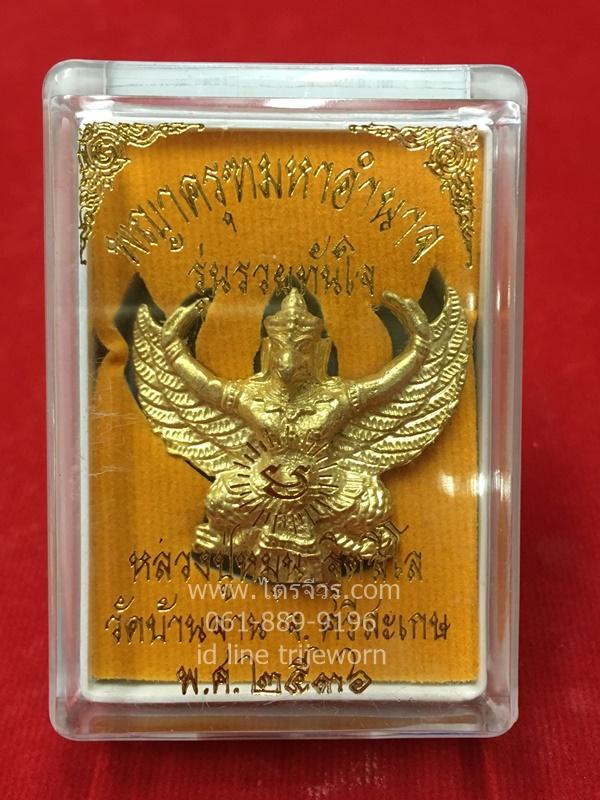 พญาครุฑมหาอำนาจ
รุ่นรวยทันใจ
หลวงปู่หมุน ฐิตสีโล
www.ไตรจีวร.com
วัดบ้านจาน จ.ศรีสะเกษ
061-889-9196
id line trijeworn
พ.ศ.๒๕๓๖